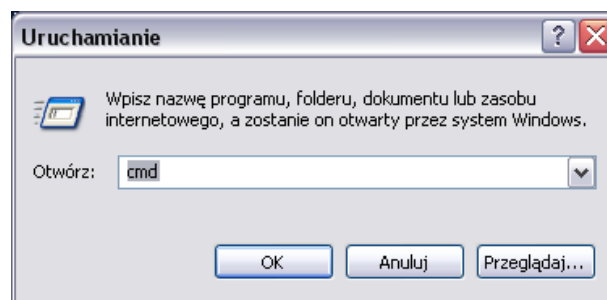 Uruchamianie
Wpisz nazwę programu, folderu, dokumentu lub zasobu
internetowego, a zostanie on otwarty przez system Windows.
Otwórz: cmd
OK Anuluj Przeglądaj...